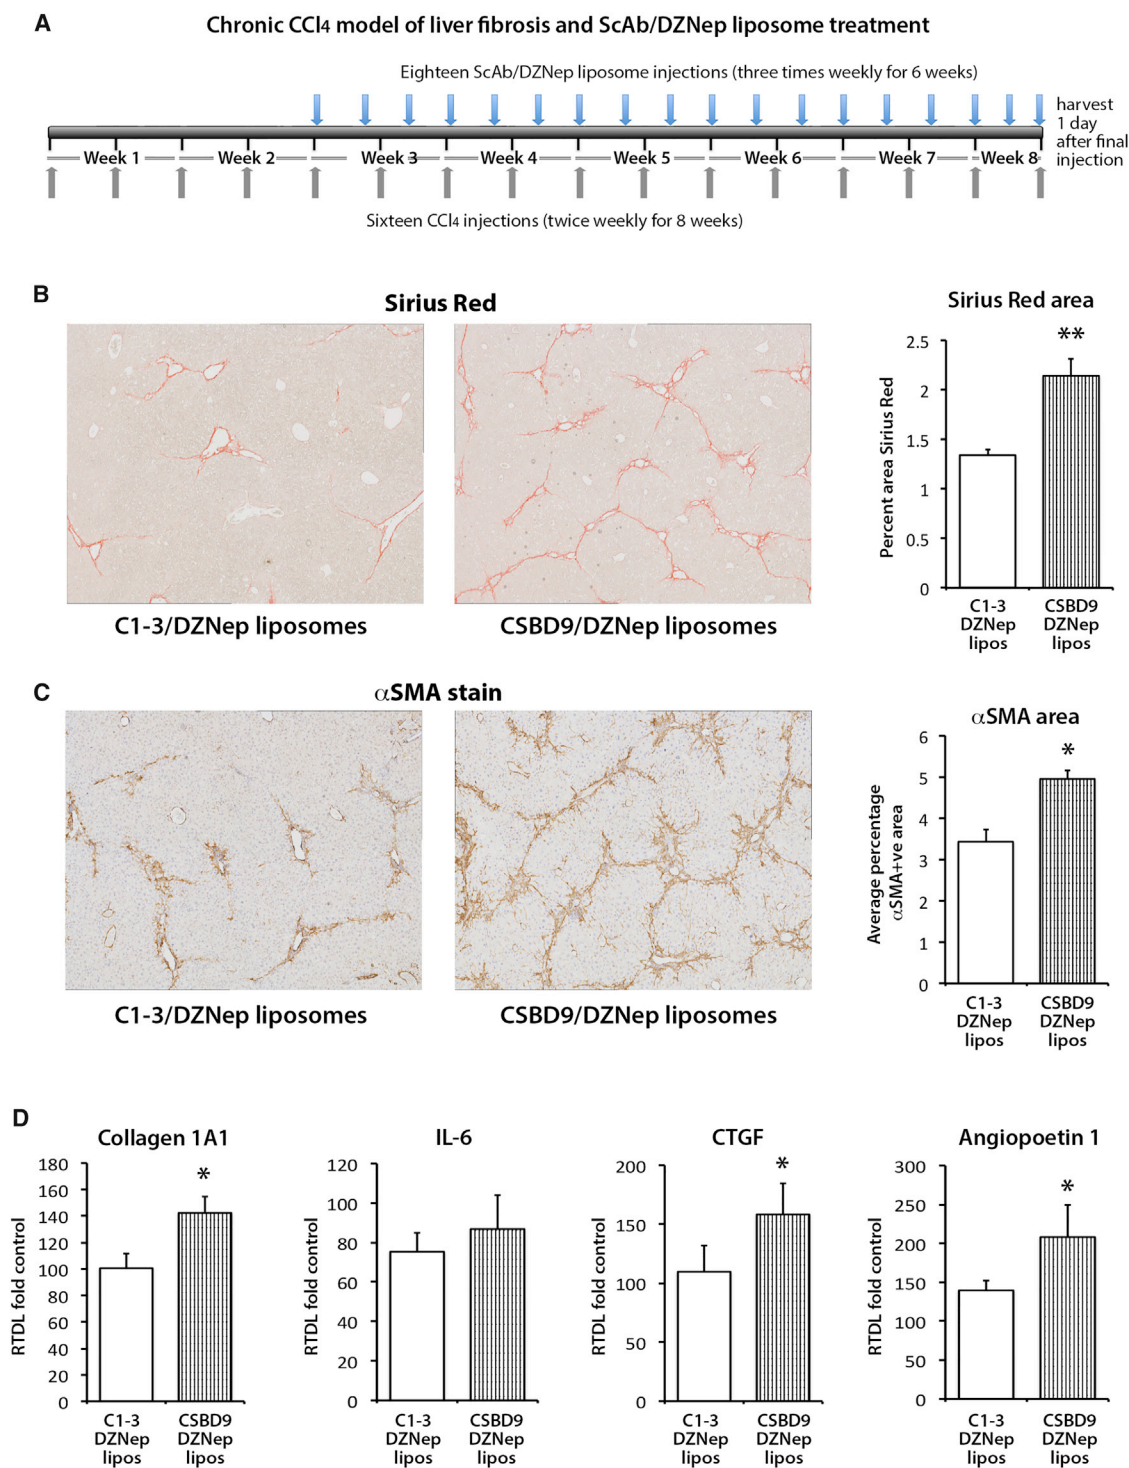 A
Chronic CCl4 model of liver fibrosis and ScAb/DZNep liposome treatment
Eighteen ScAb/DZNep liposome injections (three times weekly for 6 weeks)
harvest
1 day
after final
injection
Week 1 Week 2 Week 3 Week 4 Week 5 Week 6 Week 7 Week 8
Sixteen CCl4 injections (twice weekly for 8 weeks)
B
Sirius Red
C1-3/DZNep liposomes
CSBD9/DZNep liposomes
Sirius Red area
**
Percent area Sirius Red
2.5
2
1.5
1
0.5
0
C1-3
DZNep
lipos
CSBD9
DZNep
lipos
C
αSMA stain
C1-3/DZNep liposomes
CSBD9/DZNep liposomes
αSMA area
*
Average percentage
αSMA+ve area
6
5
4
3
2
1
0
C1-3
DZNep
lipos
CSBD9
DZNep
lipos
D
Collagen 1A1
*
RTDL fold control
180
160
140
120
100
80
60
40
20
0
C1-3
DZNep
lipos
CSBD9
DZNep
lipos
IL-6
RTDL fold control
120
100
80
60
40
20
0
C1-3
DZNep
lipos
CSBD9
DZNep
lipos
CTGF
*
RTDL fold control
200
150
100
50
0
C1-3
DZNep
lipos
CSBD9
DZNep
lipos
Angiopoetin 1
*
RTDL fold control
300
250
200
150
100
50
0
C1-3
DZNep
lipos
CSBD9
DZNep
lipos